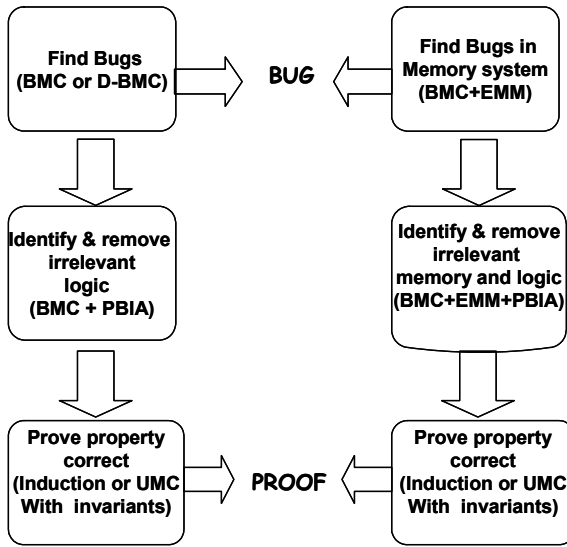 Find Bugs
(BMC or D-BMC)
BUG
Find Bugs in
Memory system
(BMC+EMM)
Identify & remove
irrelevant
logic
(BMC + PBIA)
Identify & remove
irrelevant
memory and logic
(BMC+EMM+PBIA)
Prove property
correct
(Induction or UMC
With invariants)
PROOF
Prove property
correct
(Induction or UMC
With invariants)